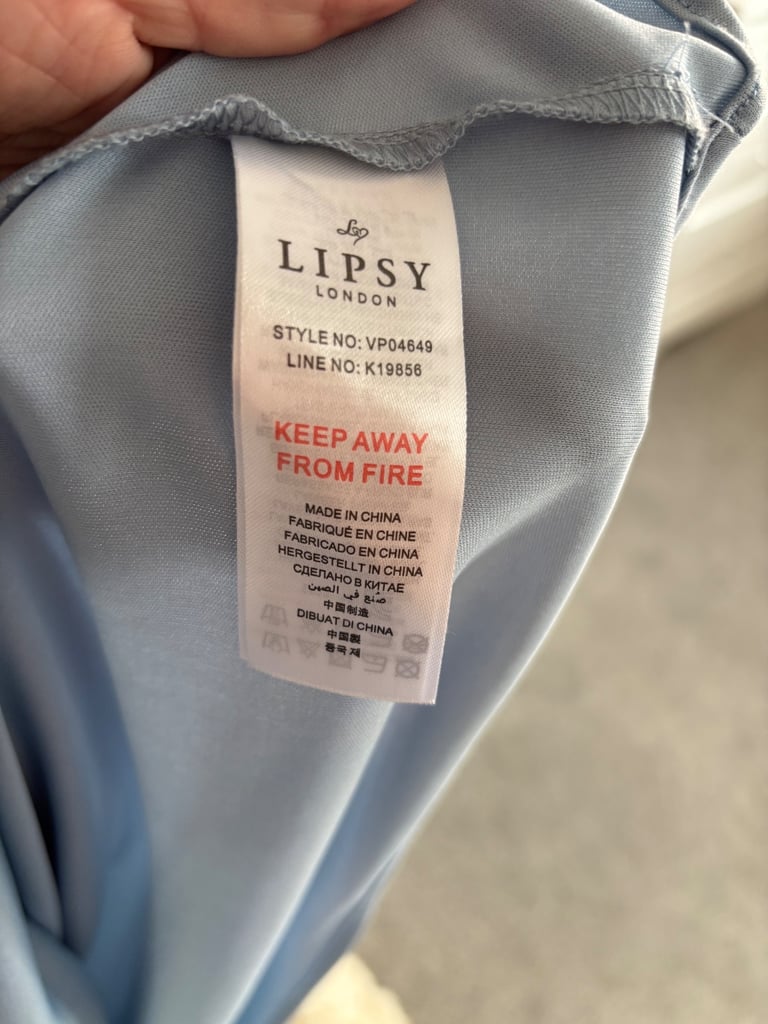 LIPSY
LONDON
STYLE NO: VP04649
LINE NO: K19856
KEEP AWAY
FROM FIRE
MADE IN CHINA
FABRIQUÉ EN CHINE
FABRICADO EN CHINA
HERGESTELLT IN CHINA
СДЕЛАНО В КИТАЕ
صُنع في الصين
中国制造
DIBUAT DI CHINA
中国製
중국제